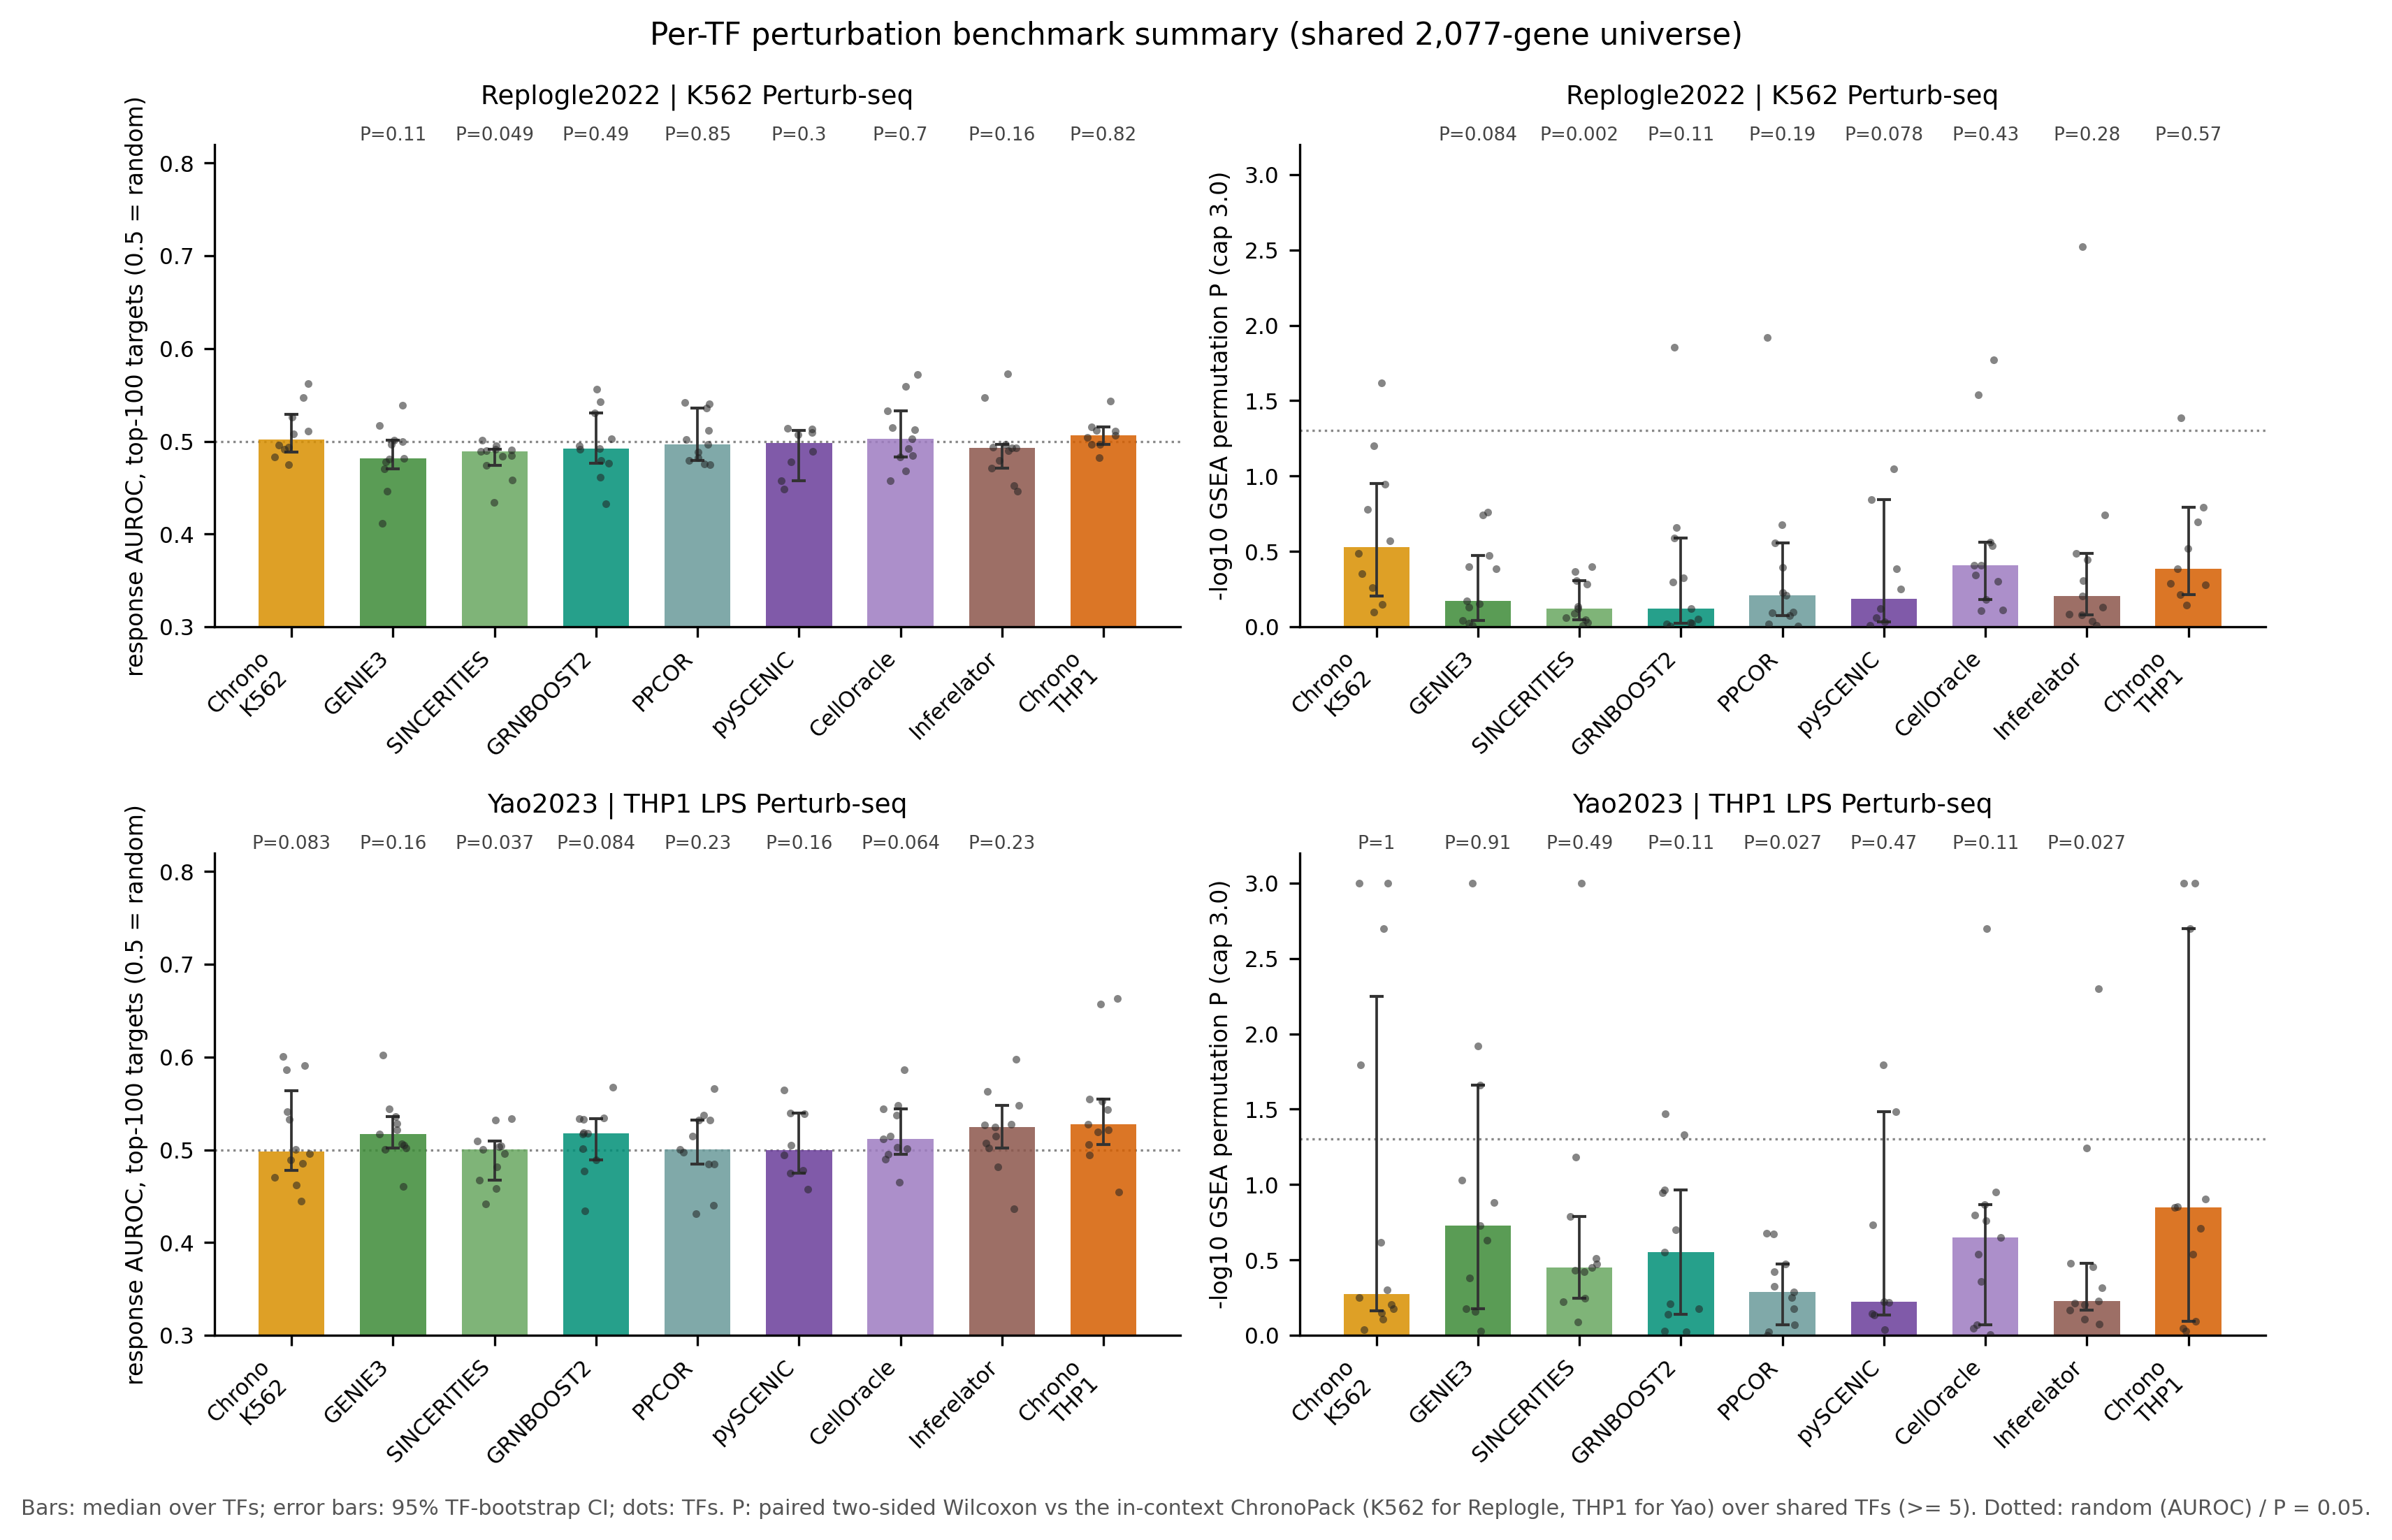 Per-TF perturbation benchmark summary (shared 2,077-gene universe)
Replogle2022 | K562 Perturb-seq
P=0.11 P=0.049 P=0.49 P=0.85 P=0.3 P=0.7 P=0.16 P=0.82
response AUROC, top-100 targets (0.5 = random)
0.8
0.7
0.6
0.5
0.4
0.3
Chrono
K562
GENIE3
SINCERITIES
GRNBOOST2
PPCOR
pySCENIC
CellOracle
Inferelator
Chrono
THP1
Replogle2022 | K562 Perturb-seq
P=0.084 P=0.002 P=0.11 P=0.19 P=0.078 P=0.43 P=0.28 P=0.57
-log10 GSEA permutation P (cap 3.0)
3.0
2.5
2.0
1.5
1.0
0.5
0.0
Chrono
K562
GENIE3
SINCERITIES
GRNBOOST2
PPCOR
pySCENIC
CellOracle
Inferelator
Chrono
THP1
Yao2023 | THP1 LPS Perturb-seq
P=0.083 P=0.16 P=0.037 P=0.084 P=0.23 P=0.16 P=0.064 P=0.23
response AUROC, top-100 targets (0.5 = random)
0.8
0.7
0.6
0.5
0.4
0.3
Chrono
K562
GENIE3
SINCERITIES
GRNBOOST2
PPCOR
pySCENIC
CellOracle
Inferelator
Chrono
THP1
Yao2023 | THP1 LPS Perturb-seq
P=1 P=0.91 P=0.49 P=0.11 P=0.027 P=0.47 P=0.11 P=0.027
-log10 GSEA permutation P (cap 3.0)
3.0
2.5
2.0
1.5
1.0
0.5
0.0
Chrono
K562
GENIE3
SINCERITIES
GRNBOOST2
PPCOR
pySCENIC
CellOracle
Inferelator
Chrono
THP1
Bars: median over TFs; error bars: 95% TF-bootstrap CI; dots: TFs. P: paired two-sided Wilcoxon vs the in-context ChronoPack (K562 for Replogle, THP1 for Yao) over shared TFs (>= 5). Dotted: random (AUROC) / P = 0.05.